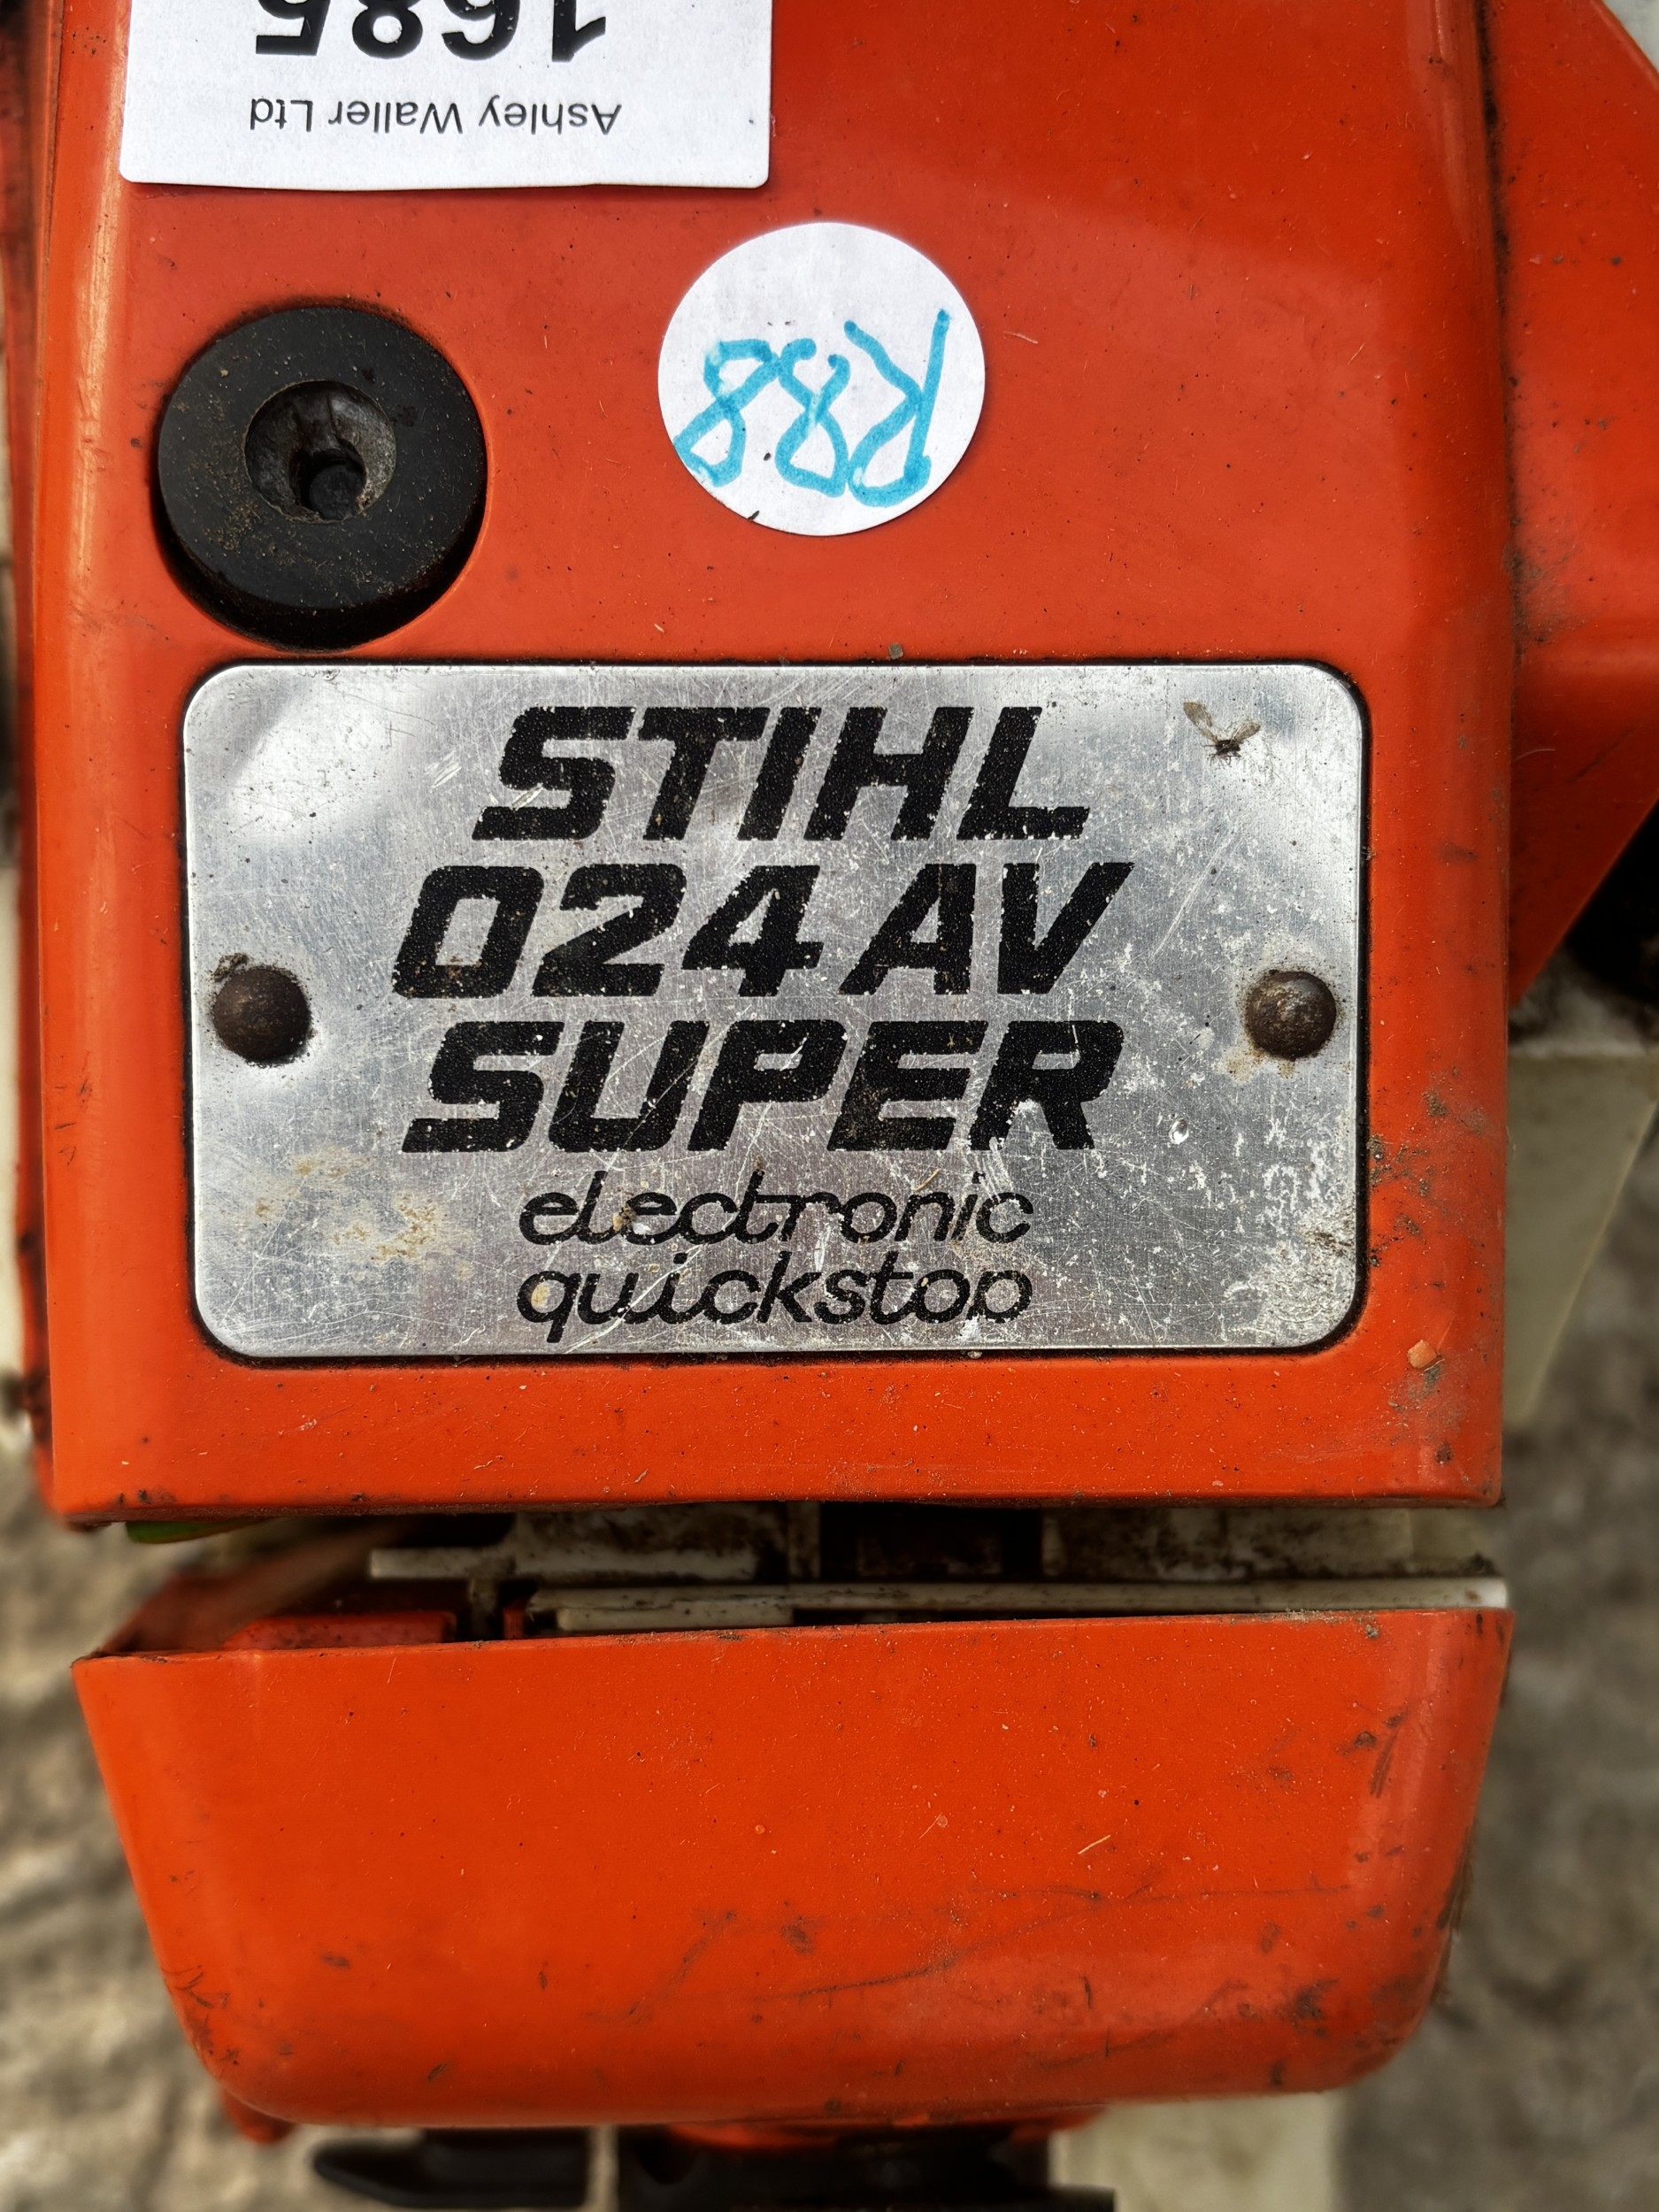 1685
Ashley Waller Ltd
R88
STIHL
024 AV
SUPER
electronic
quickstop